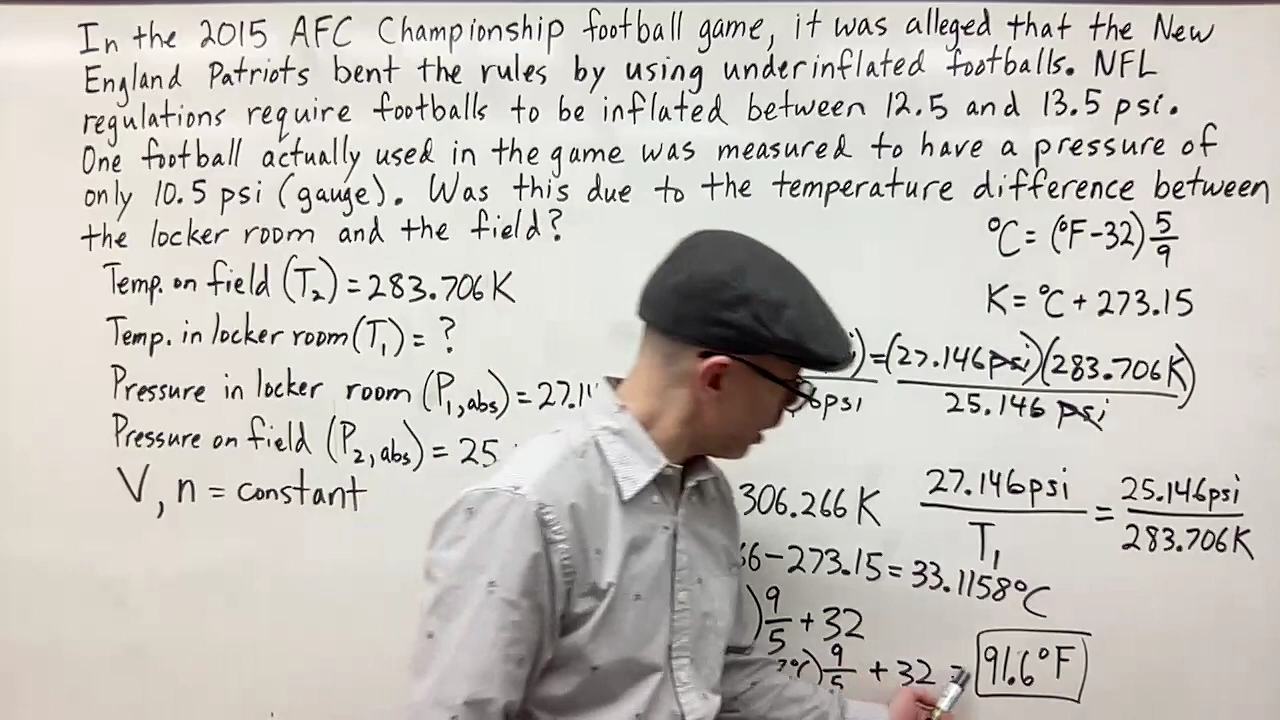 In the 2015 AFC Championship football game, it was alleged that the New
England Patriots bent the rules by using underinflated footballs. NFL
regulations require footballs to be inflated between 12.5 and 13.5 psi.
One football actually used in the game was measured to have a pressure of
only 10.5 psi (gauge). Was this due to the temperature difference between
the locker room and the field?
°C = (°F-32) 5/9
K = °C + 273.15
Temp. on field (T₂) = 283.706 K
Temp. in locker room (T₁) = ?
Pressure in locker room (P₁,abs) = 27.1
Pressure on field (P₂,abs) = 25
V, n = constant
) = (27.146 psi)(283.706 K)
6 psi 25.146 psi
306.266 K
27.146 psi = 25.146 psi
T₁ 283.706 K
66 - 273.15 = 33.1158°C
) 9/5 + 32
°C) 9/5 + 32 = 91.6°F